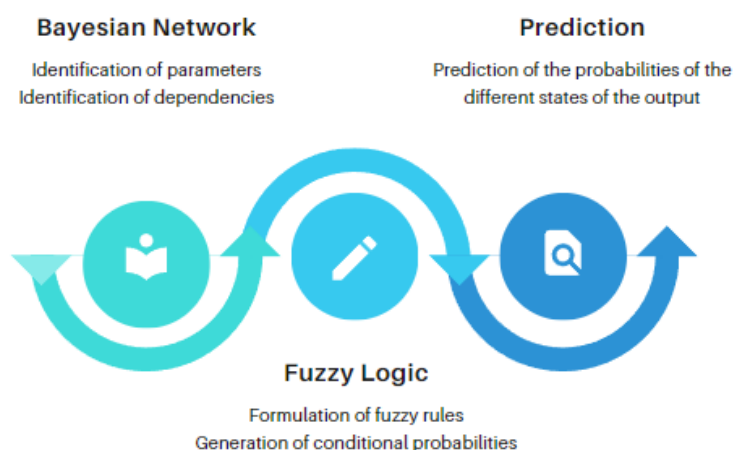 Bayesian Network
Identification of parameters
Identification of dependencies
Prediction
Prediction of the probabilities of the
different states of the output
Fuzzy Logic
Formulation of fuzzy rules
Generation of conditional probabilities